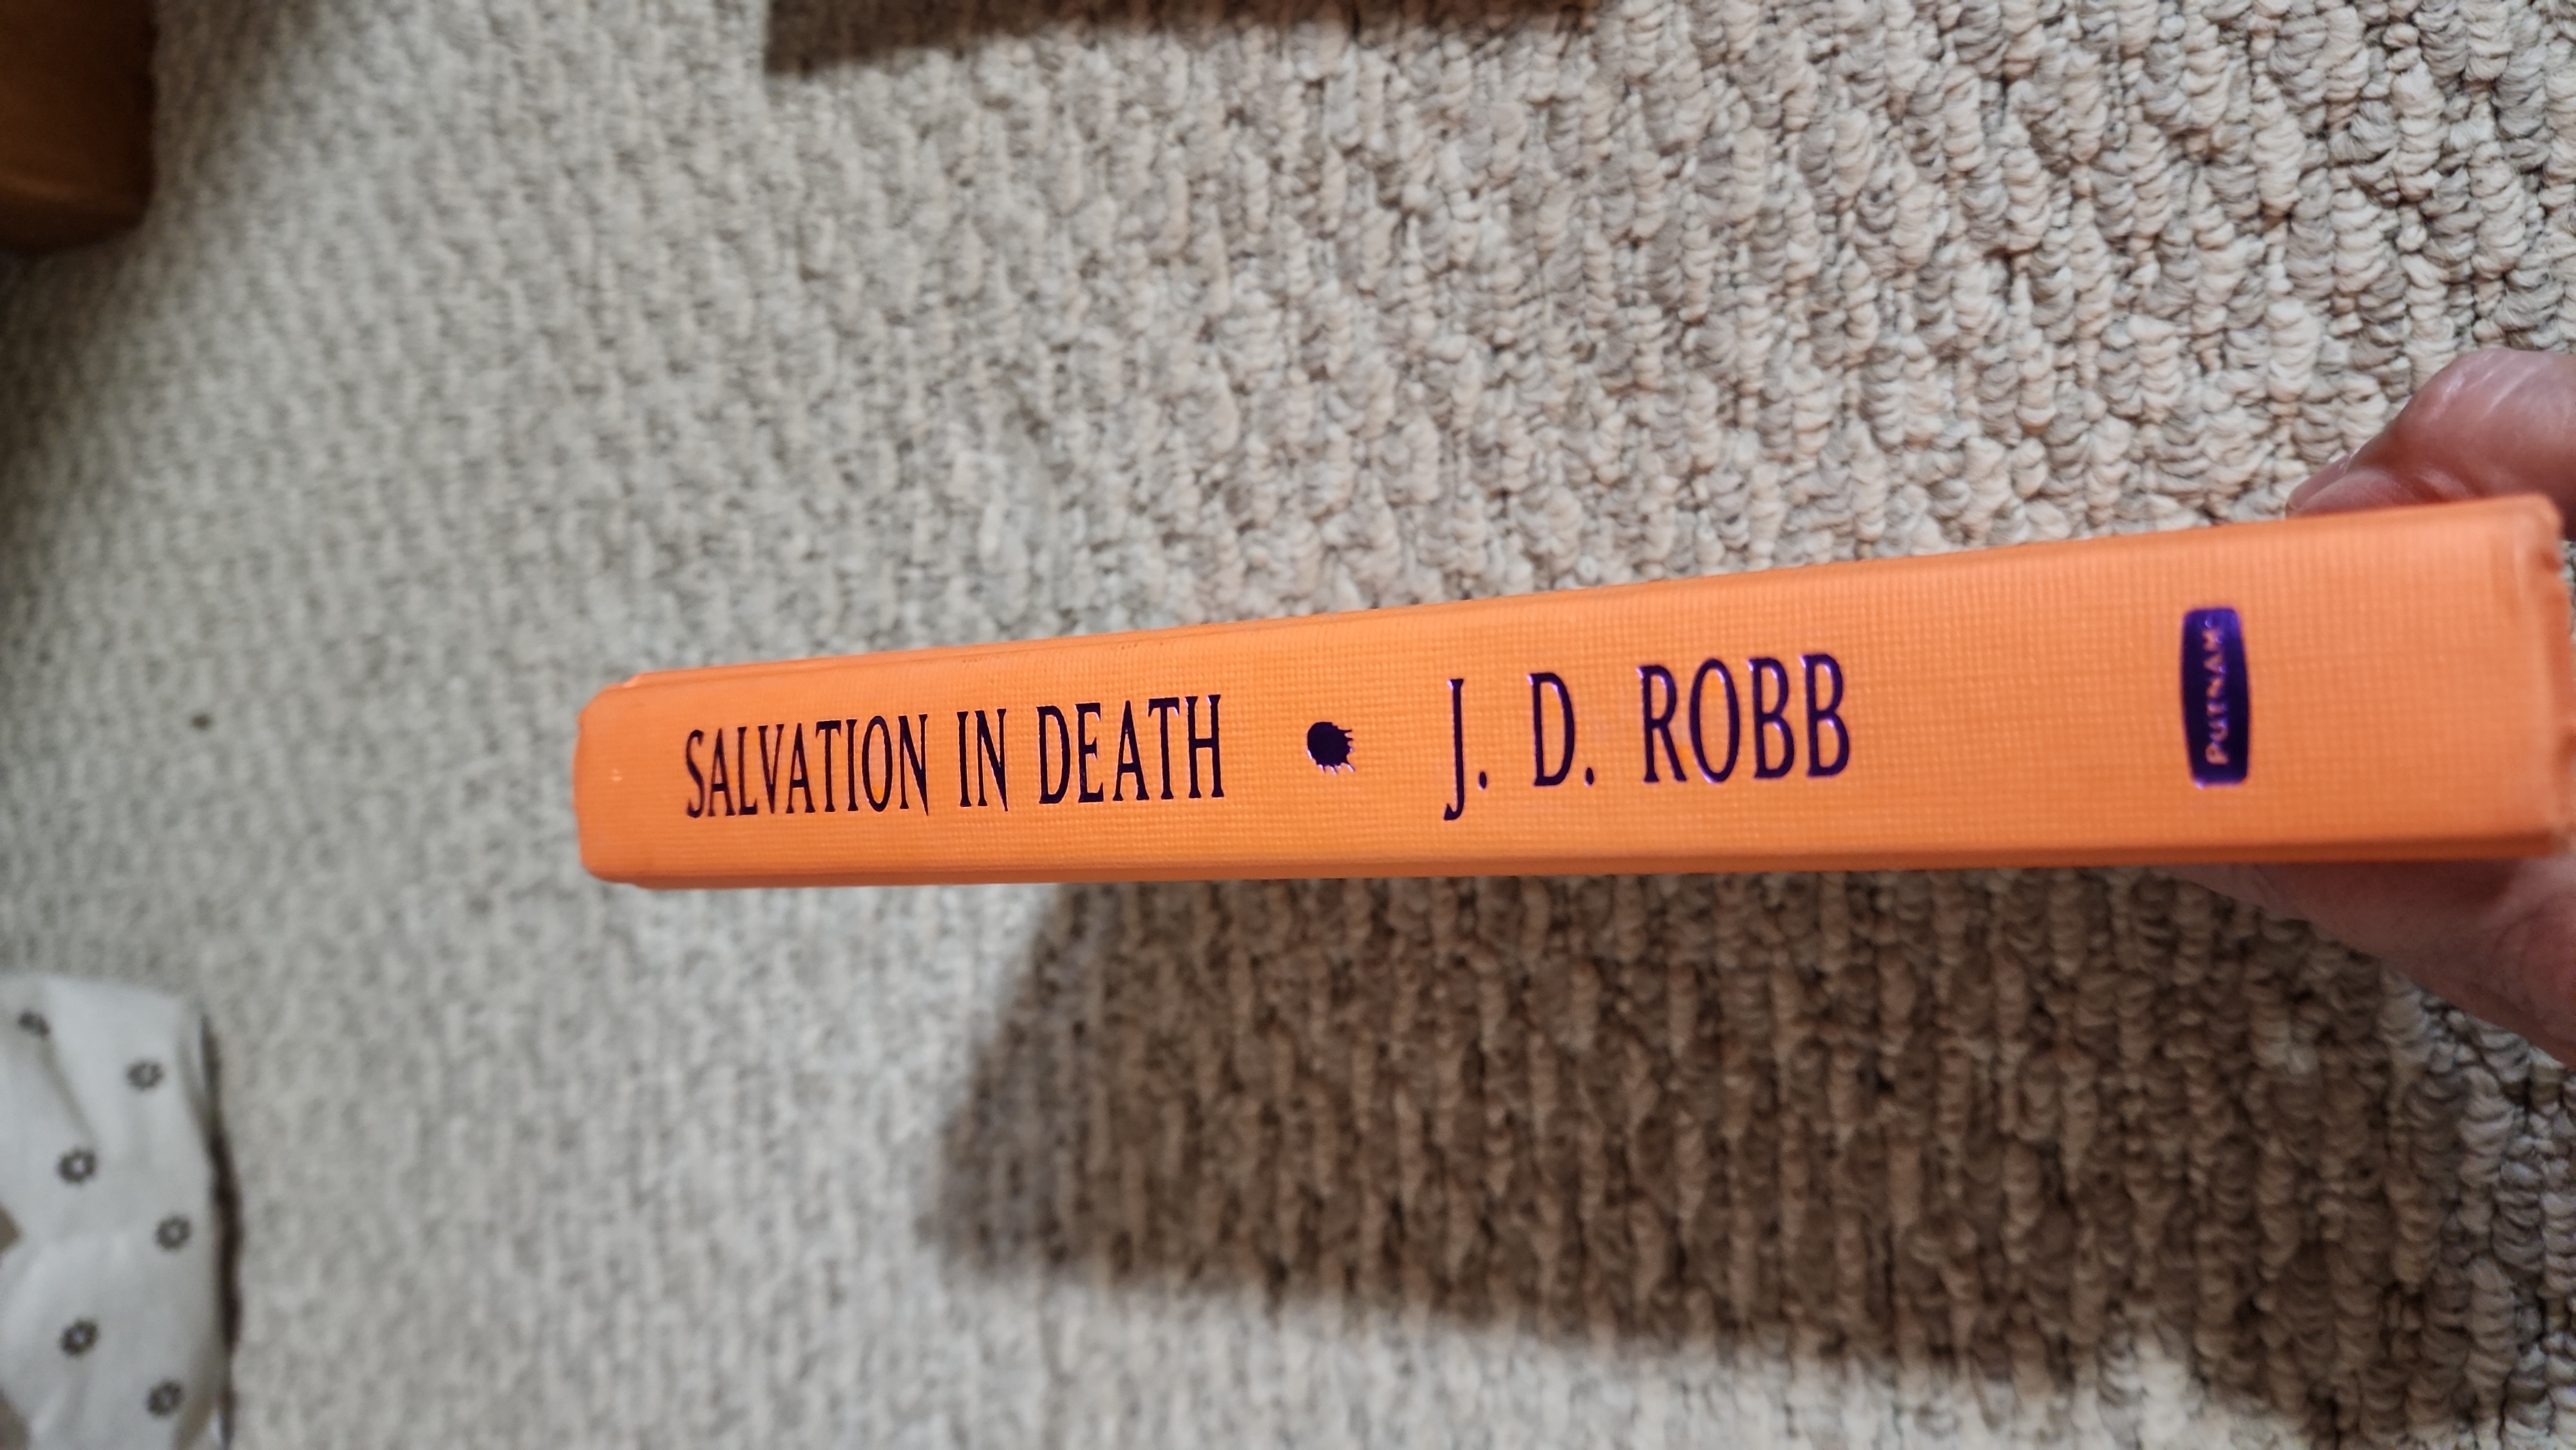 SALVATION IN DEATH J. D. ROBB
PUTNAM